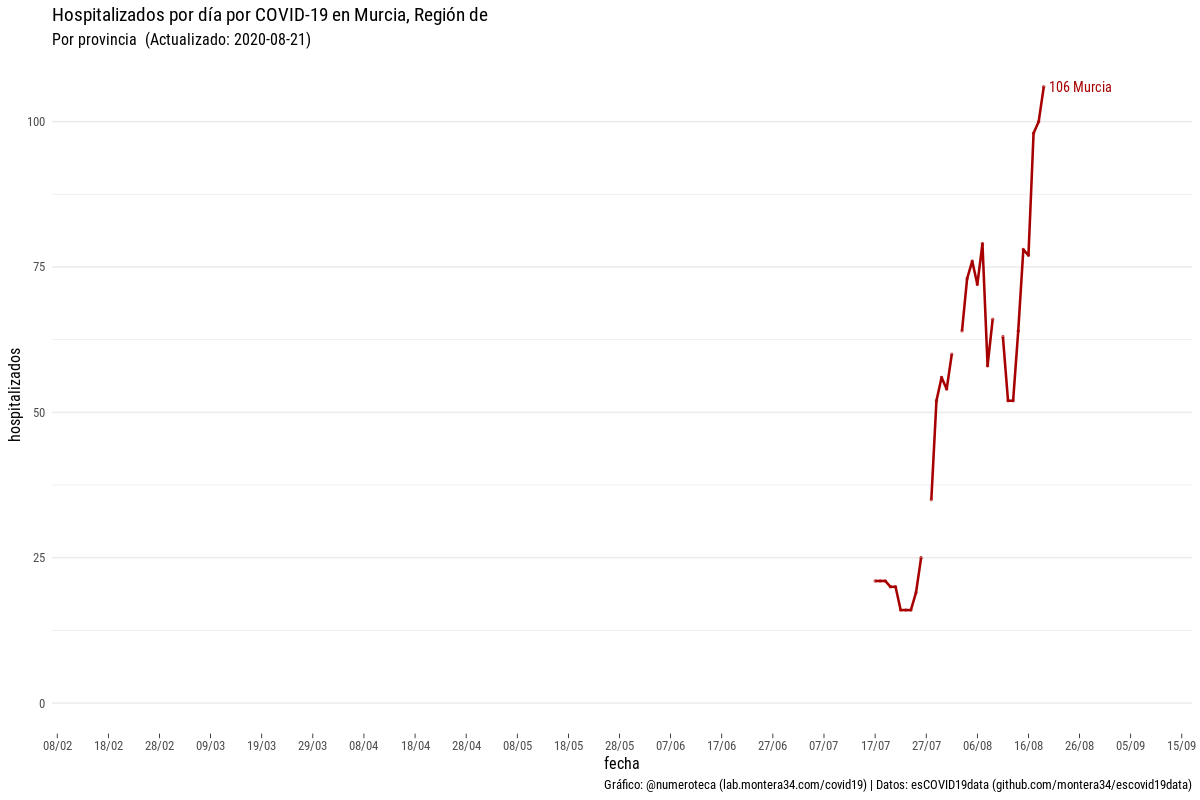 Hospitalizados por día por COVID-19 en Murcia, Región de
Por provincia  (Actualizado: 2020-08-21)
106 Murcia
100
75
50
25
0
hospitalizados
08/02 18/02 28/02 09/03 19/03 29/03 08/04 18/04 28/04 08/05 18/05 28/05 07/06 17/06 27/06 07/07 17/07 27/07 06/08 16/08 26/08 05/09 15/09
fecha
Gráfico: @numeroteca (lab.montera34.com/covid19) | Datos: esCOVID19data (github.com/montera34/escovid19data)